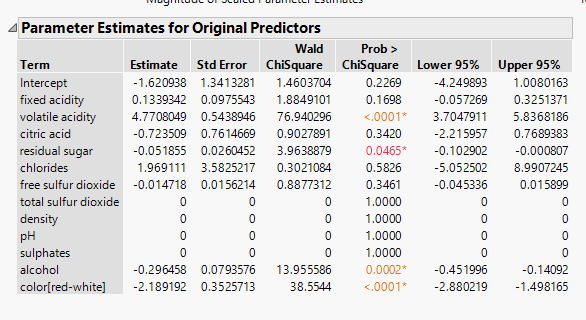 Magnitude of Scaled Parameter Estimates
Parameter Estimates for Original Predictors
Wald Prob >
Term Estimate Std Error ChiSquare ChiSquare Lower 95% Upper 95%
Intercept -1.620938 1.3413281 1.4603704 0.2269 -4.249893 1.0080163
fixed acidity 0.1339342 0.0975543 1.8849101 0.1698 -0.057269 0.3251371
volatile acidity 4.7708049 0.5438946 76.940296 <.0001* 3.7047911 5.8368186
citric acid -0.723509 0.7614669 0.9027891 0.3420 -2.215957 0.7689383
residual sugar -0.051855 0.0260452 3.9638879 0.0465* -0.102902 -0.000807
chlorides 1.969111 3.5825217 0.3021084 0.5826 -5.052502 8.9907245
free sulfur dioxide -0.014718 0.0156214 0.8877312 0.3461 -0.045336 0.015899
total sulfur dioxide 0 0 0 1.0000 0 0
density 0 0 0 1.0000 0 0
pH 0 0 0 1.0000 0 0
sulphates 0 0 0 1.0000 0 0
alcohol -0.296458 0.0793576 13.955586 0.0002* -0.451996 -0.14092
color[red-white] -2.189192 0.3525713 38.5544 <.0001* -2.880219 -1.498165